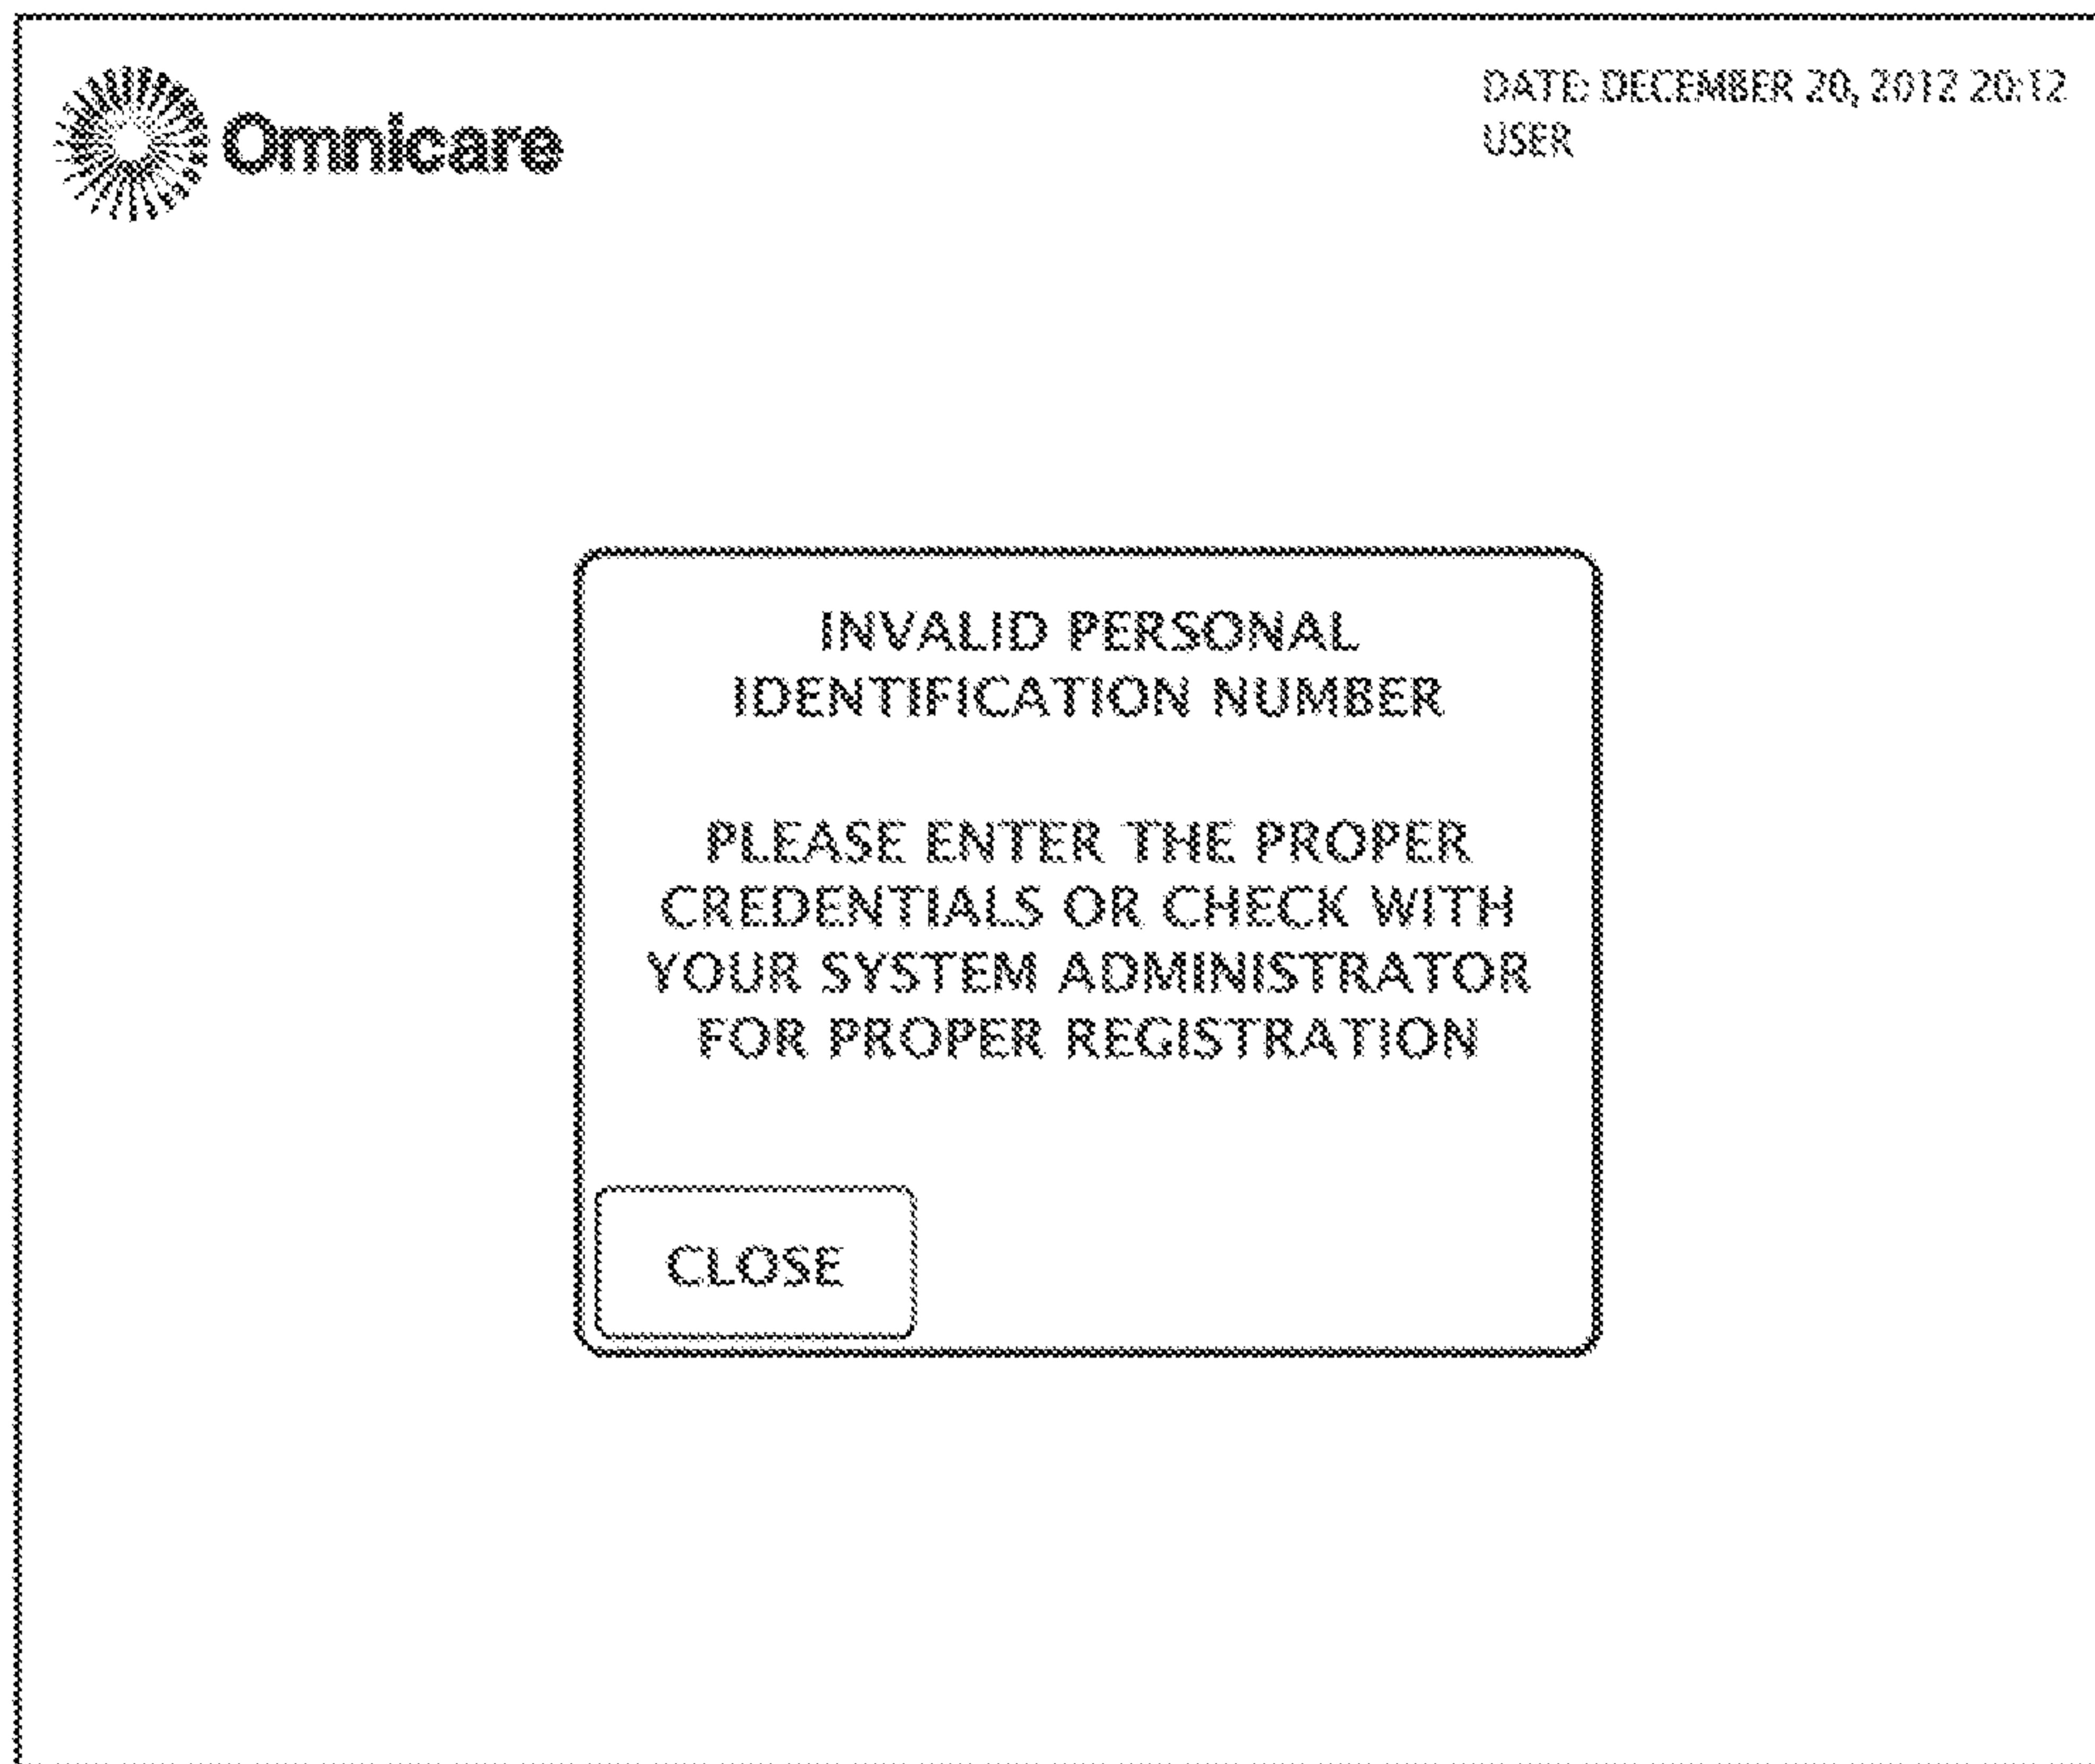 Omnicare
DATE: DECEMBER 20, 2012 20:12
USER
INVALID PERSONAL
IDENTIFICATION NUMBER
PLEASE ENTER THE PROPER
CREDENTIALS OR CHECK WITH
YOUR SYSTEM ADMINISTRATOR
FOR PROPER REGISTRATION
CLOSE